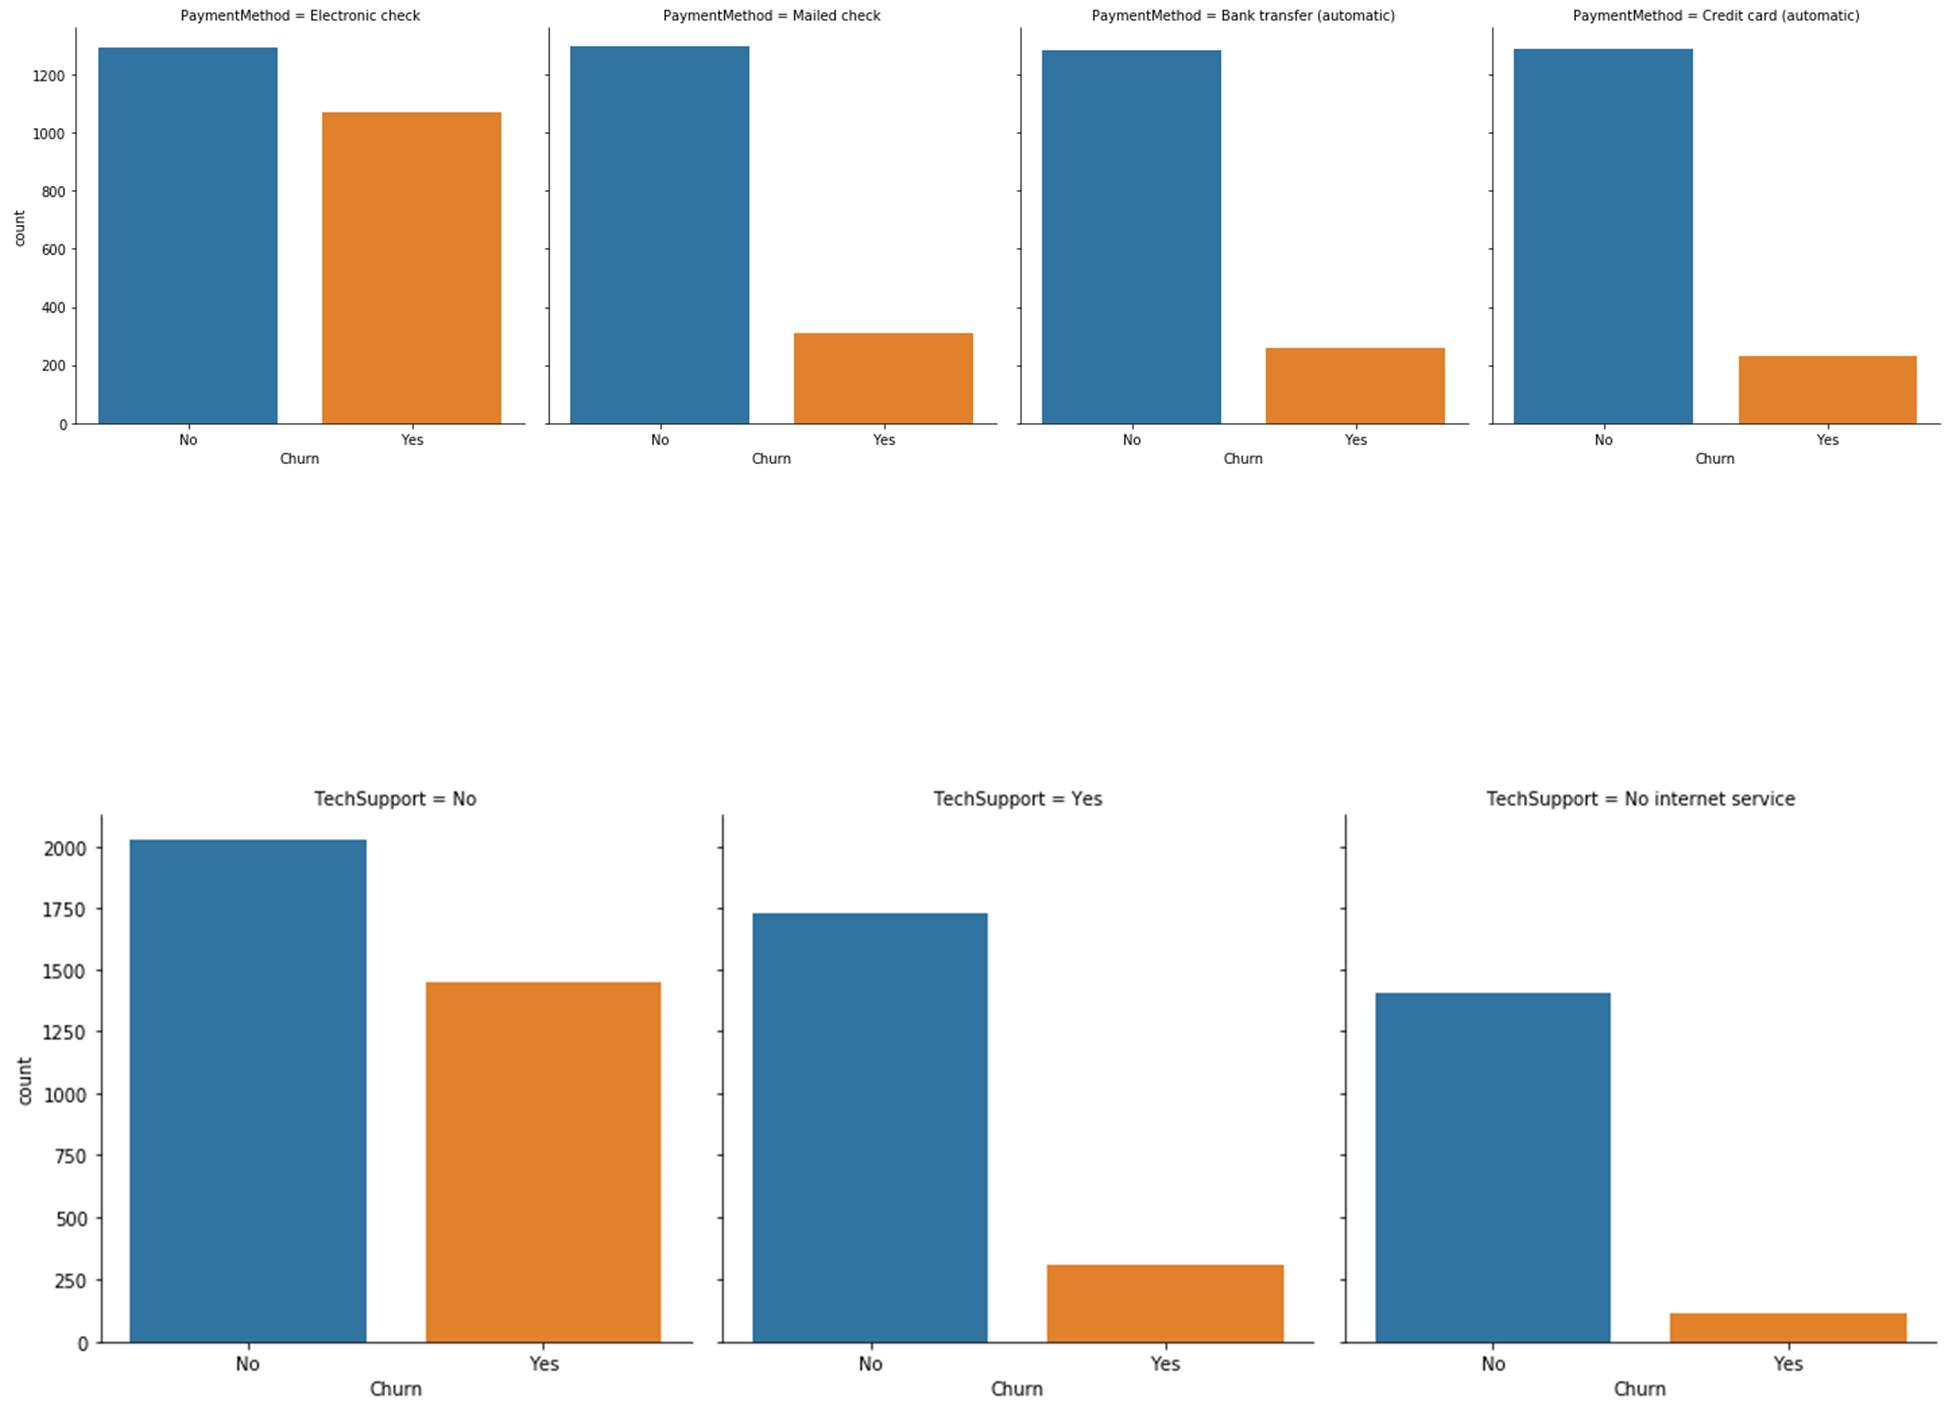 PaymentMethod = Electronic check
PaymentMethod = Mailed check
PaymentMethod = Bank transfer (automatic)
PaymentMethod = Credit card (automatic)
1200
1000
800
600
400
200
0
count
No Yes
Churn
No Yes
Churn
No Yes
Churn
No Yes
Churn
TechSupport = No
TechSupport = Yes
TechSupport = No internet service
2000
1750
1500
1250
1000
750
500
250
0
count
No Yes
Churn
No Yes
Churn
No Yes
Churn